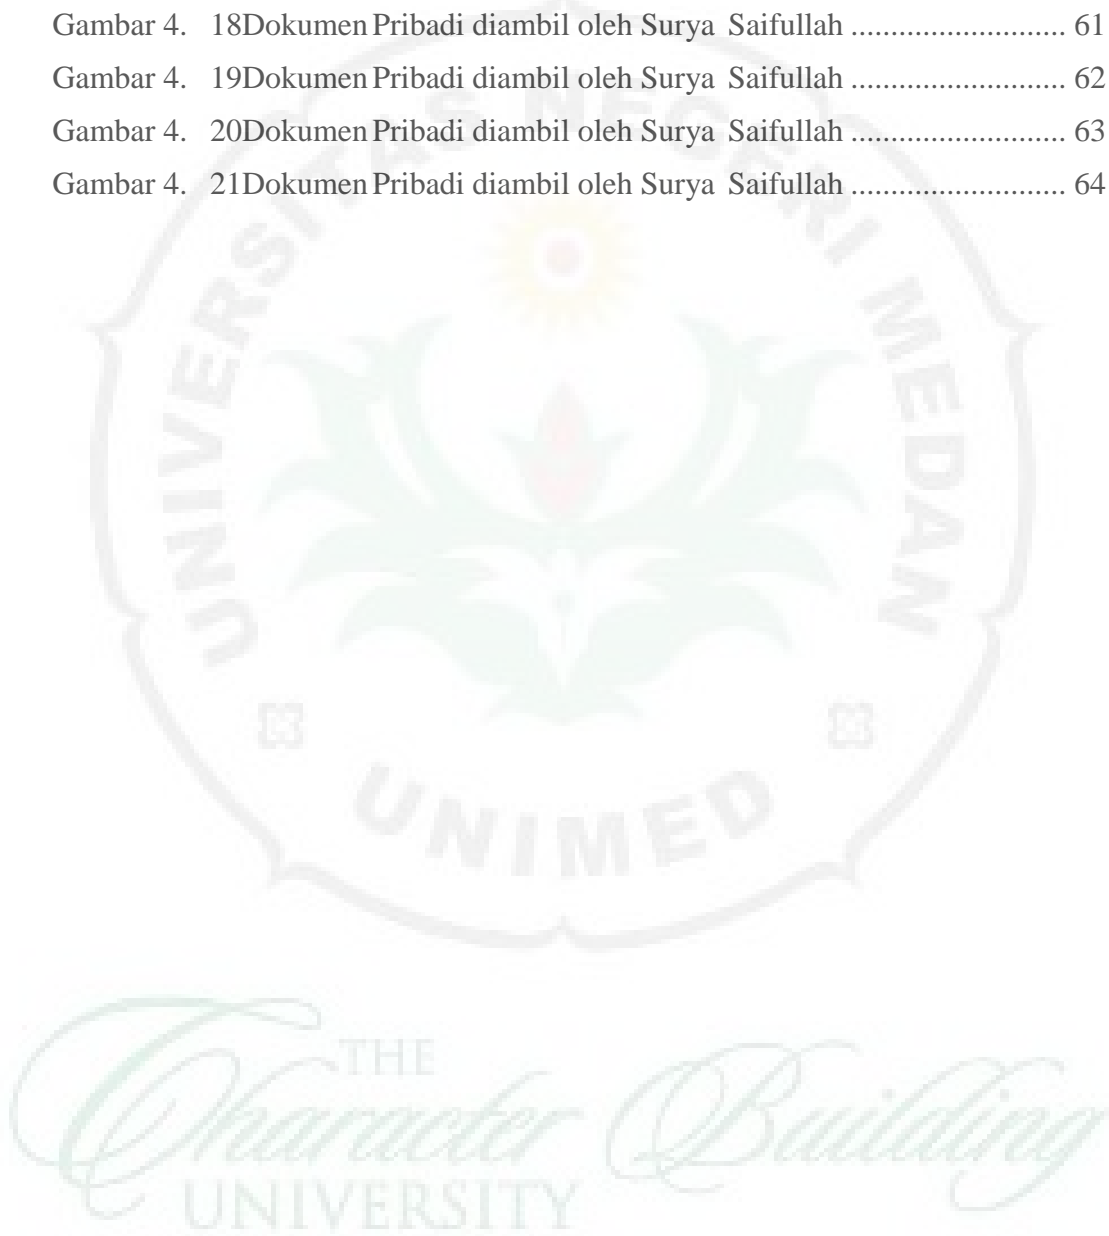 Gambar 4. 18Dokumen Pribadi diambil oleh Surya Saifullah ......................... 61
Gambar 4. 19Dokumen Pribadi diambil oleh Surya Saifullah ......................... 62
Gambar 4. 20Dokumen Pribadi diambil oleh Surya Saifullah ......................... 63
Gambar 4. 21Dokumen Pribadi diambil oleh Surya Saifullah ......................... 64
UNIVERSITAS NEGERI MEDAN
UNIMED
THE
Character Building
UNIVERSITY